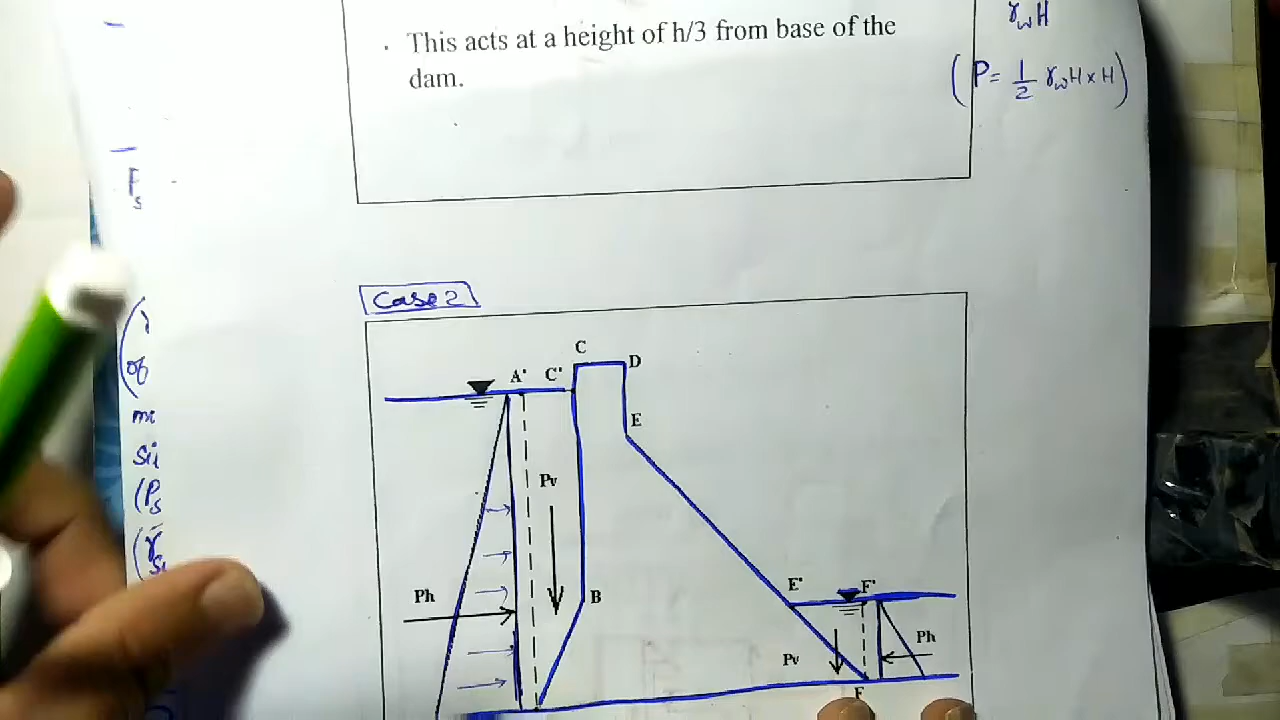 γwH
. This acts at a height of h/3 from base of the
dam.
(P= 1/2 γwH×H)
Fs
Case 2
C
D
A' C'
E
of
Pv
(Ps
Ph
B
E' F'
Ph
Pv
F